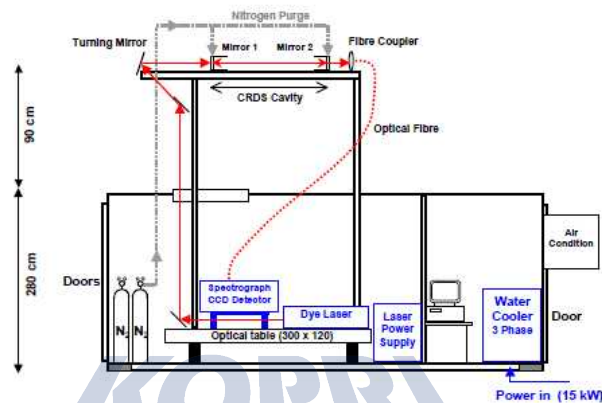 Nitrogen Purge
Turning Mirror
Mirror 1
Mirror 2
Fibre Coupler
CRDS Cavity
Optical Fibre
90 cm
280 cm
Doors
N2
N2
Spectrograph
CCD Detector
Dye Laser
Optical table (300 x 120)
Laser
Power
Supply
Water
Cooler
3 Phase
Air
Condition
Door
Power in (15 kW)
KOPRI